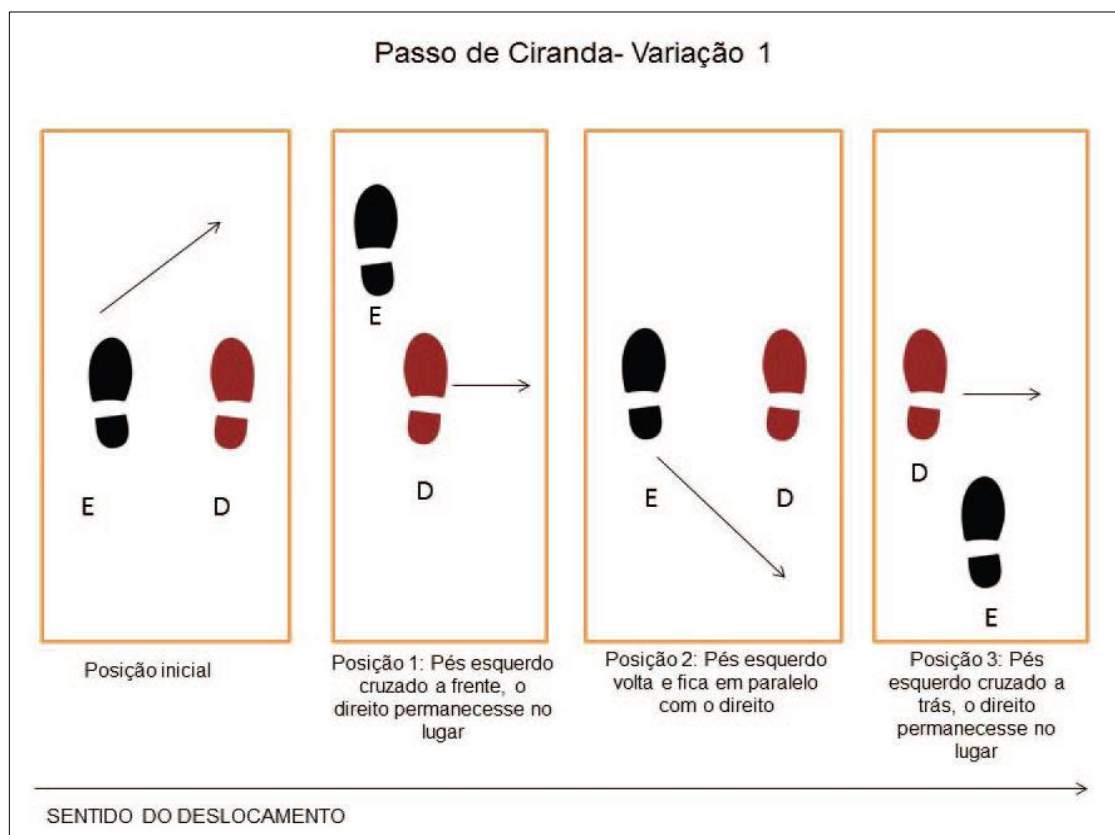 Passo de Ciranda- Variação 1
E
D
Posição inicial
E
D
Posição 1: Pés esquerdo
cruzado a frente, o
direito permanecesse no
lugar
E
D
Posição 2: Pés esquerdo
volta e fica em paralelo
com o direito
D
E
Posição 3: Pés
esquerdo cruzado a
trás, o direito
permanecesse no
lugar
SENTIDO DO DESLOCAMENTO